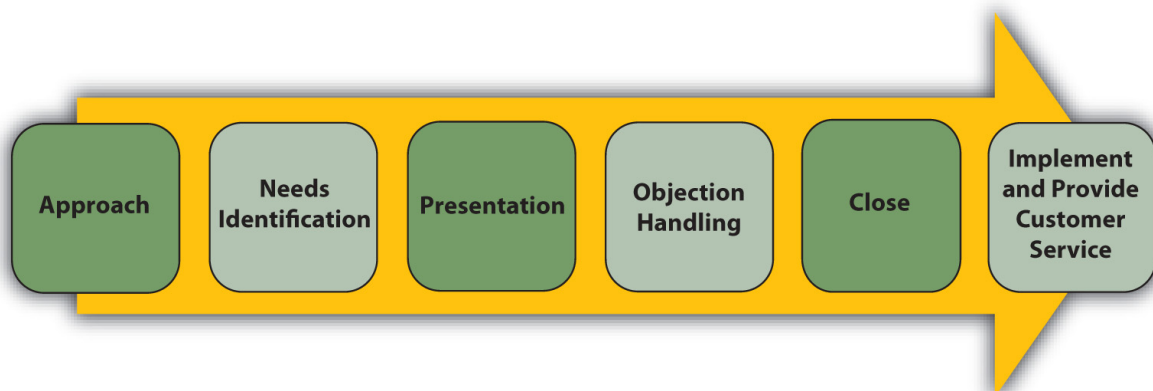 Approach
Needs
Identification
Presentation
Objection
Handling
Close
Implement
and Provide
Customer
Service